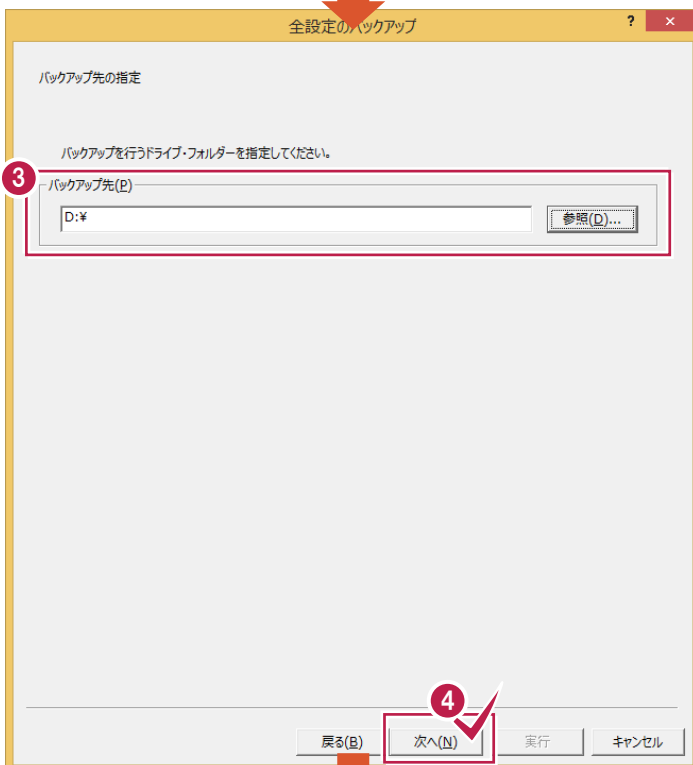 全設定のバックアップ
? ×
バックアップ先の指定
バックアップを行うドライブ・フォルダーを指定してください。
3
バックアップ先(P)
D:¥
参照(D)...
4
戻る(B) 次へ(N) 実行 キャンセル